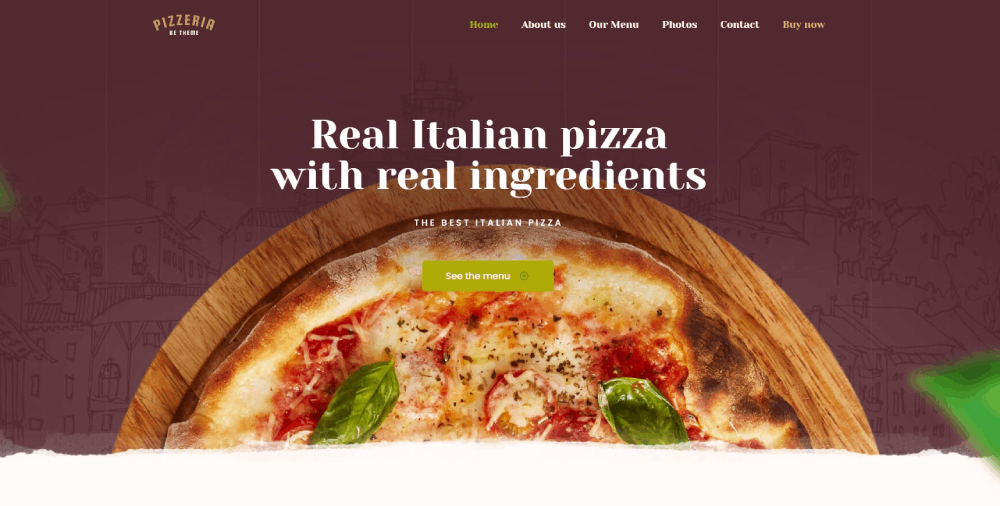 PIZZERIA
BE THEME
Home About us Our Menu Photos Contact Buy now
Real Italian pizza
with real ingredients
THE BEST ITALIAN PIZZA
See the menu